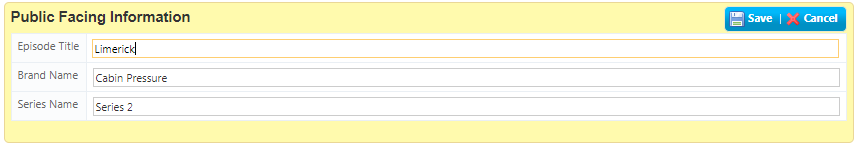 Public Facing Information
Save | Cancel
Episode Title Limerick
Brand Name Cabin Pressure
Series Name Series 2